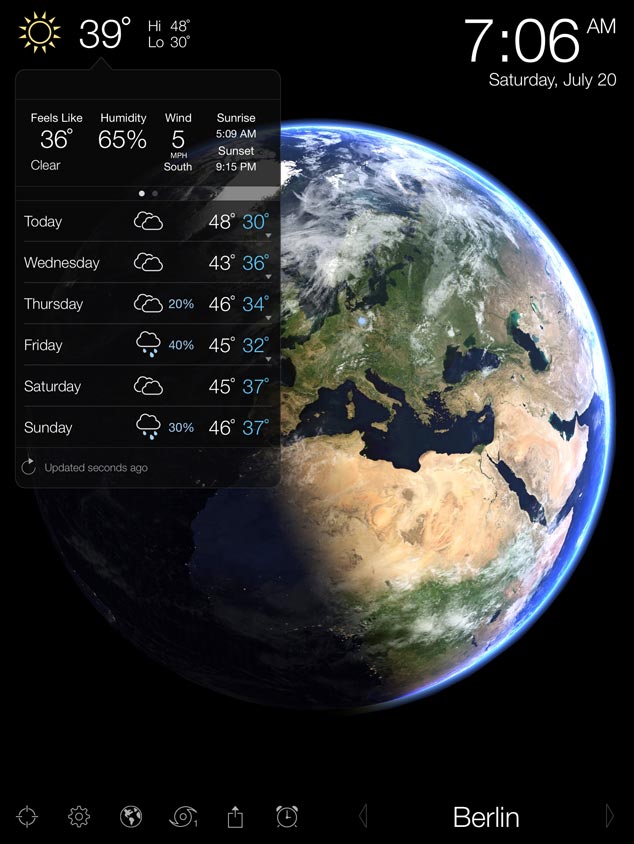 39°
Hi 48°
Lo 30°
7:06 AM
Saturday, July 20
Feels Like
36°
Clear
Humidity
65%
Wind
5
MPH
South
Sunrise
5:09 AM
Sunset
9:15 PM
Today 48° 30°
Wednesday 43° 36°
Thursday 20% 46° 34°
Friday 40% 45° 32°
Saturday 45° 37°
Sunday 30% 46° 37°
Updated seconds ago
1
Berlin